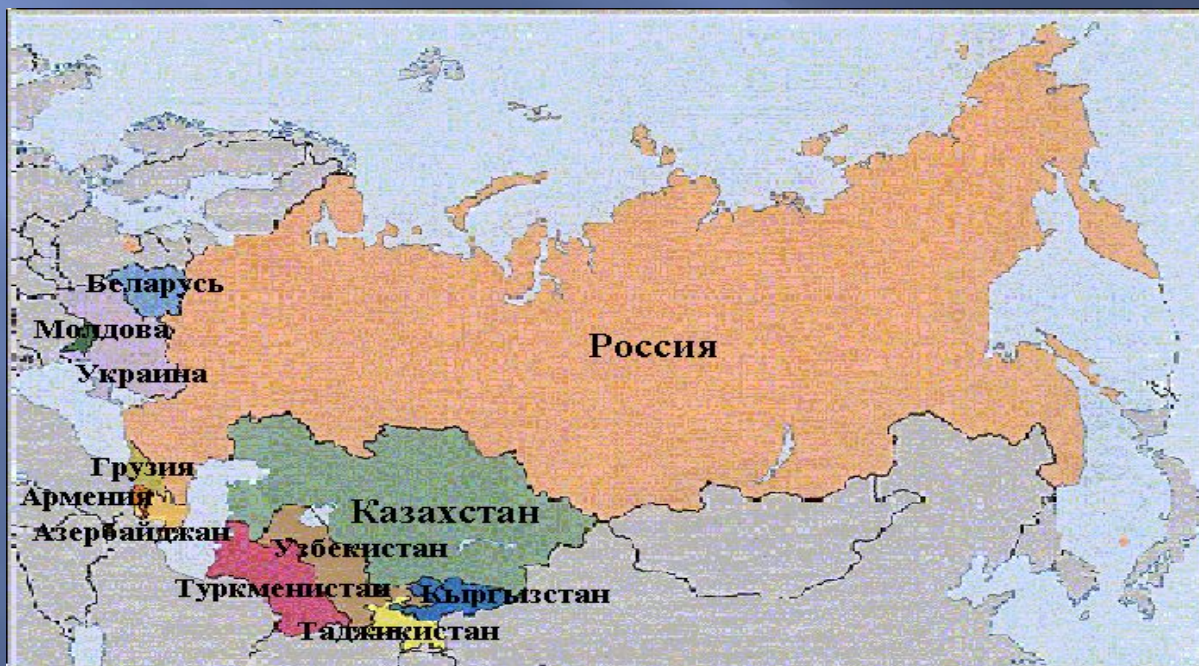 Беларусь
Молдова
Россия
Украина
Грузия
Армения
Казахстан
Азербайджан
Узбекистан
Туркменистан
Кыргызстан
Таджикистан